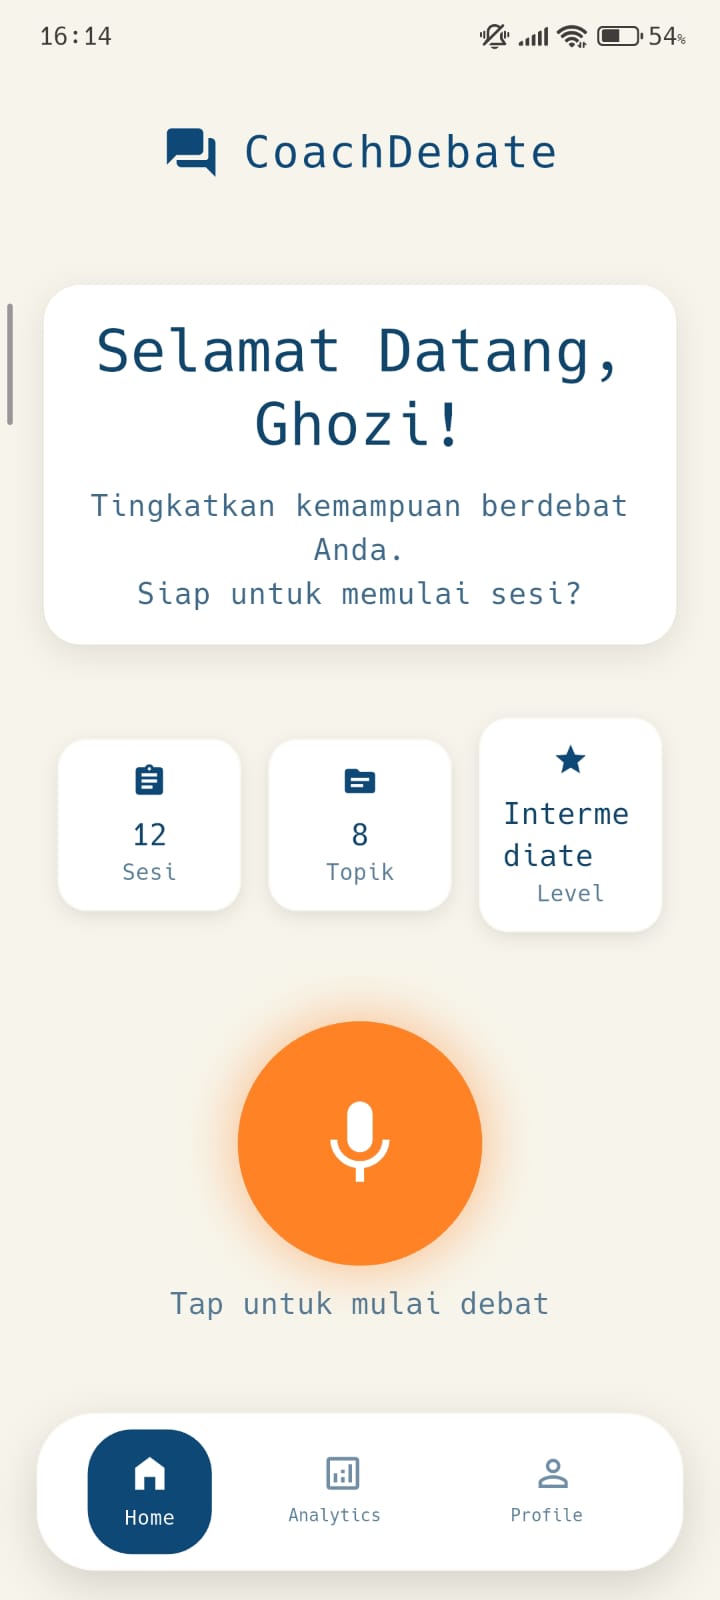 16:14
54%
CoachDebate
Selamat Datang,
Ghozi!
Tingkatkan kemampuan berdebat
Anda.
Siap untuk memulai sesi?
12
Sesi
8
Topik
Interme
diate
Level
Tap untuk mulai debat
Home
Analytics
Profile